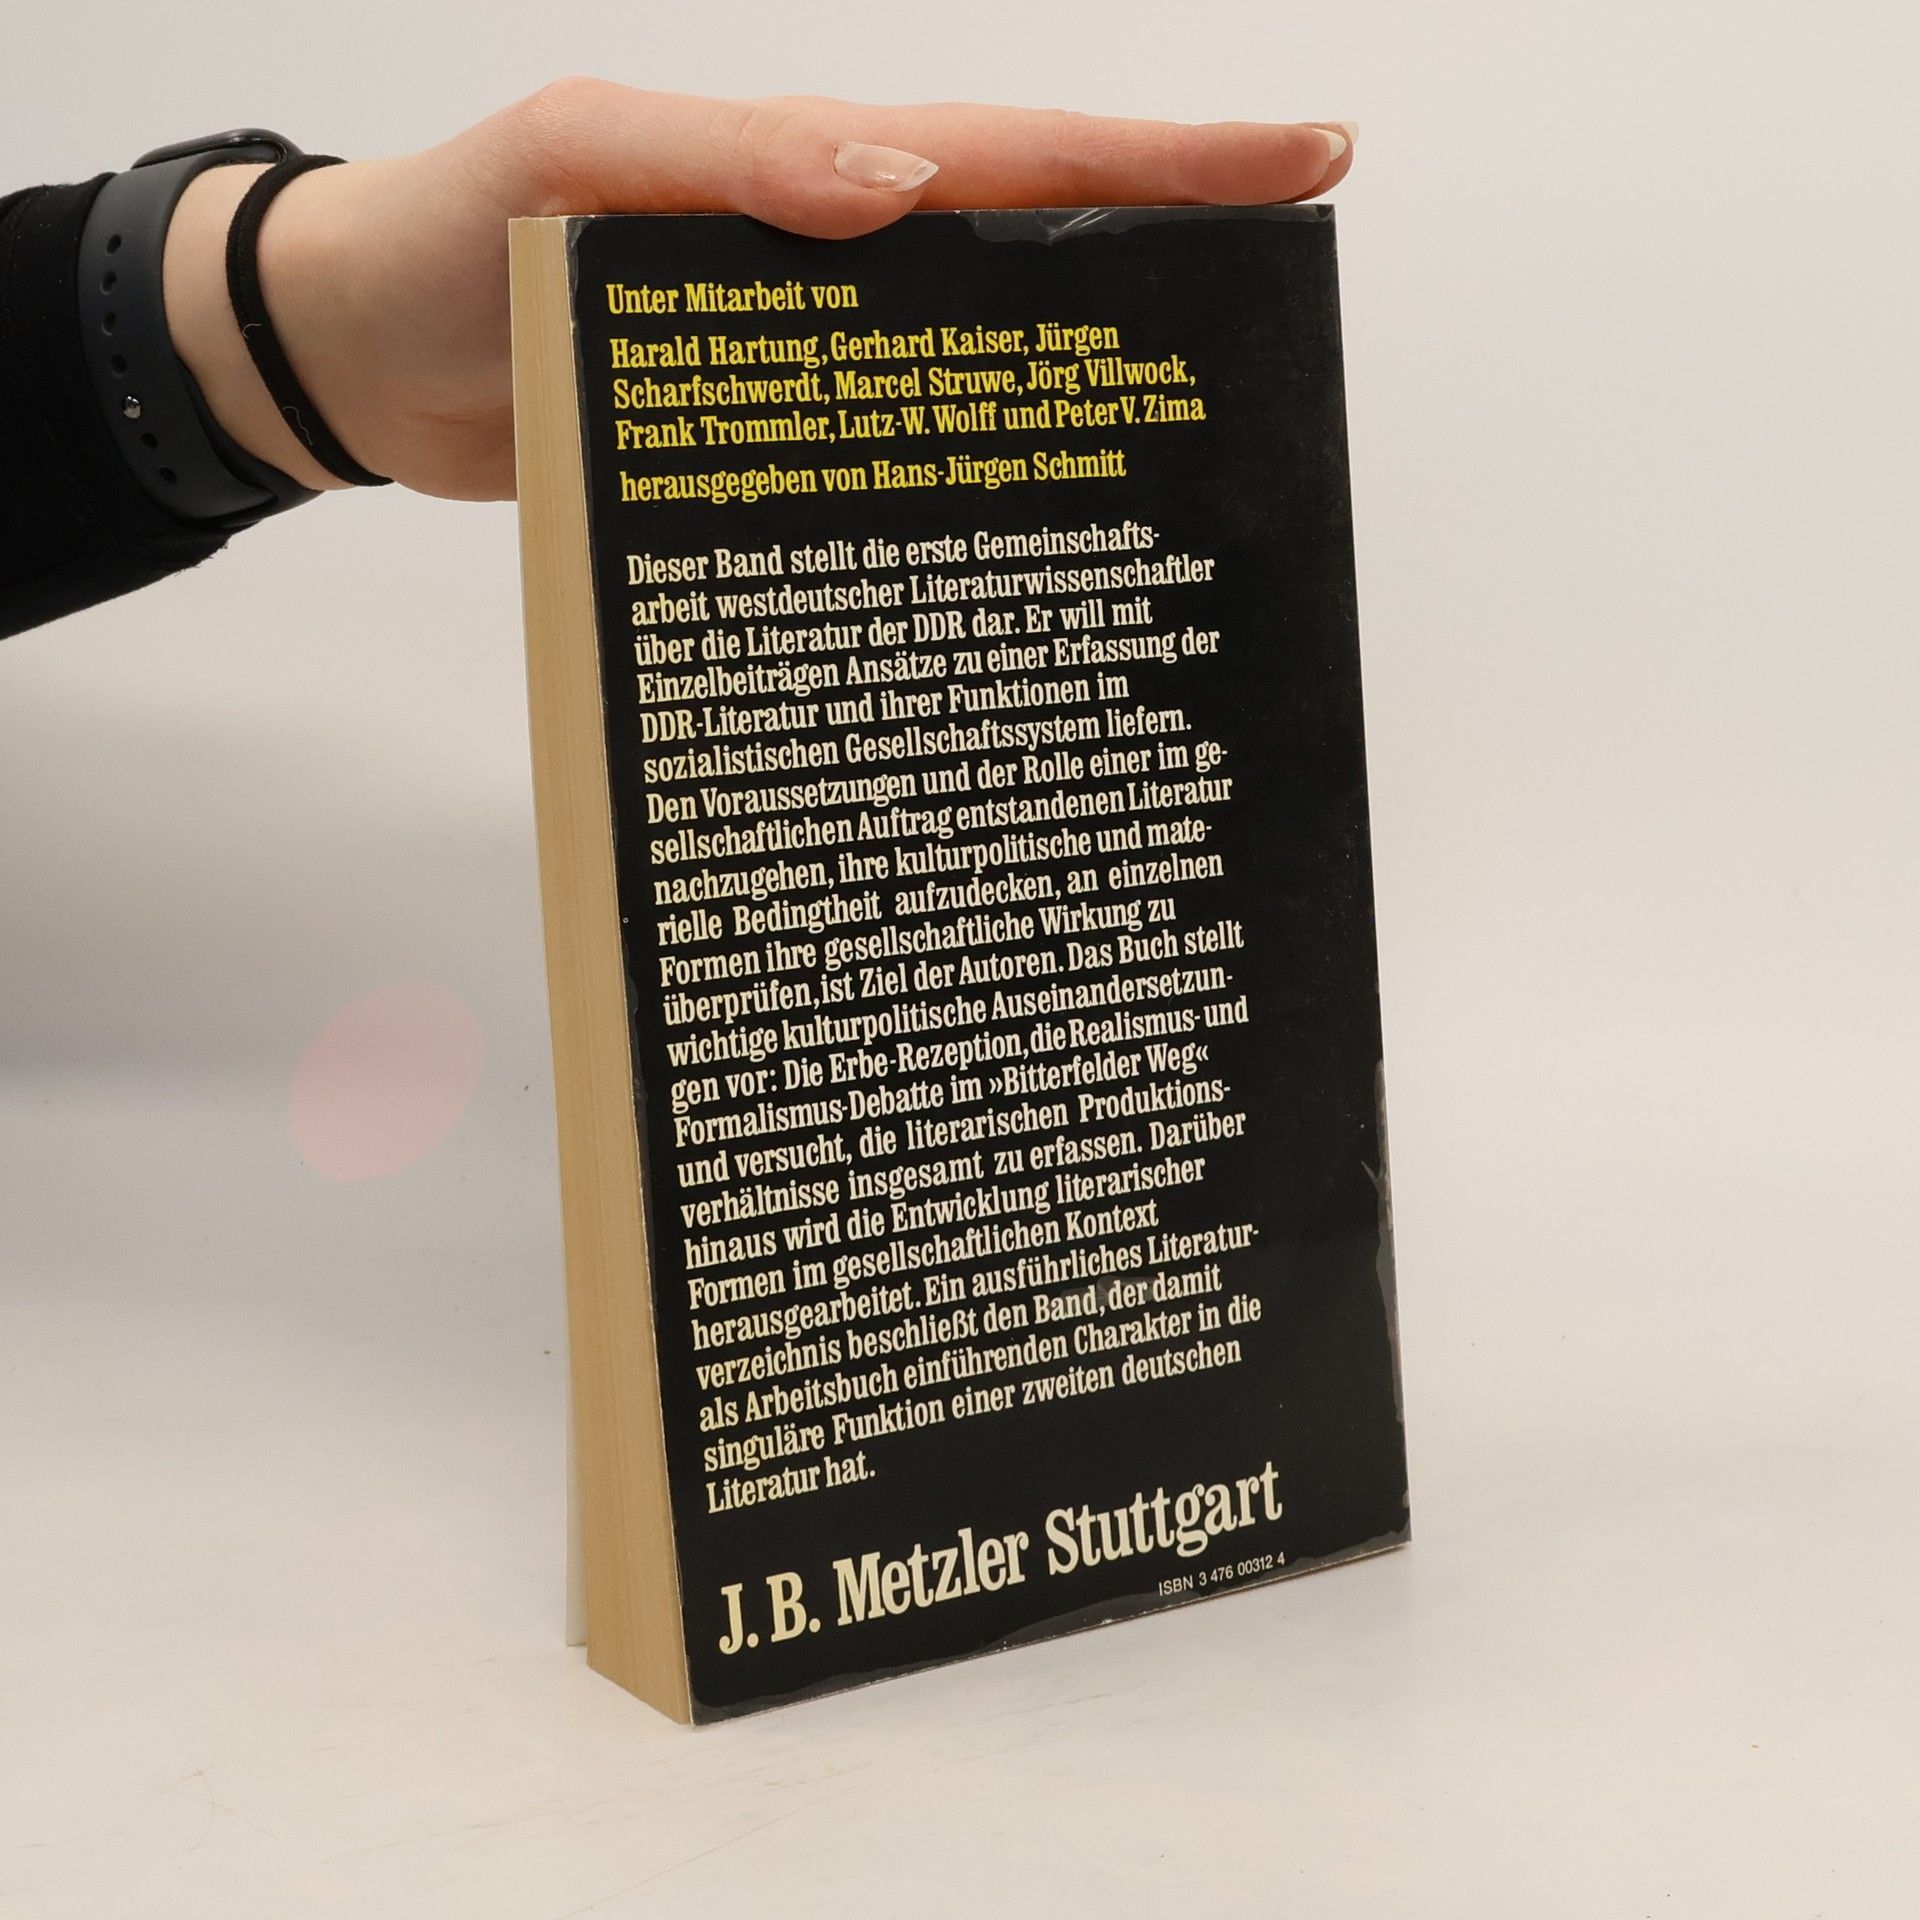 Unter Mitarbeit von
Harald Hartung, Gerhard Kaiser, Jürgen
Scharfschwerdt, Marcel Struwe, Jörg Villwock,
Frank Trommler, Lutz-W. Wolff und Peter V. Zima
herausgegeben von Hans-Jürgen Schmitt
Dieser Band stellt die erste Gemeinschafts-
arbeit westdeutscher Literaturwissenschaftler
über die Literatur der DDR dar. Er will mit
Einzelbeiträgen Ansätze zu einer Erfassung der
DDR-Literatur und ihrer Funktionen im
sozialistischen Gesellschaftssystem liefern.
Den Voraussetzungen und der Rolle einer im ge-
sellschaftlichen Auftrag entstandenen Literatur
nachzugehen, ihre kulturpolitische und mate-
rielle Bedingtheit aufzudecken, an einzelnen
Formen ihre gesellschaftliche Wirkung zu
überprüfen, ist Ziel der Autoren. Das Buch stellt
wichtige kulturpolitische Auseinandersetzun-
gen vor: Die Erbe-Rezeption, die Realismus- und
Formalismus-Debatte im »Bitterfelder Weg«
und versucht, die literarischen Produktions-
verhältnisse insgesamt zu erfassen. Darüber
hinaus wird die Entwicklung literarischer
Formen im gesellschaftlichen Kontext
herausgearbeitet. Ein ausführliches Literatur-
verzeichnis beschließt den Band, der damit
als Arbeitsbuch einführenden Charakter in die
singuläre Funktion einer zweiten deutschen
Literatur hat.
J. B. Metzler Stuttgart
ISBN 3 476 00312 4